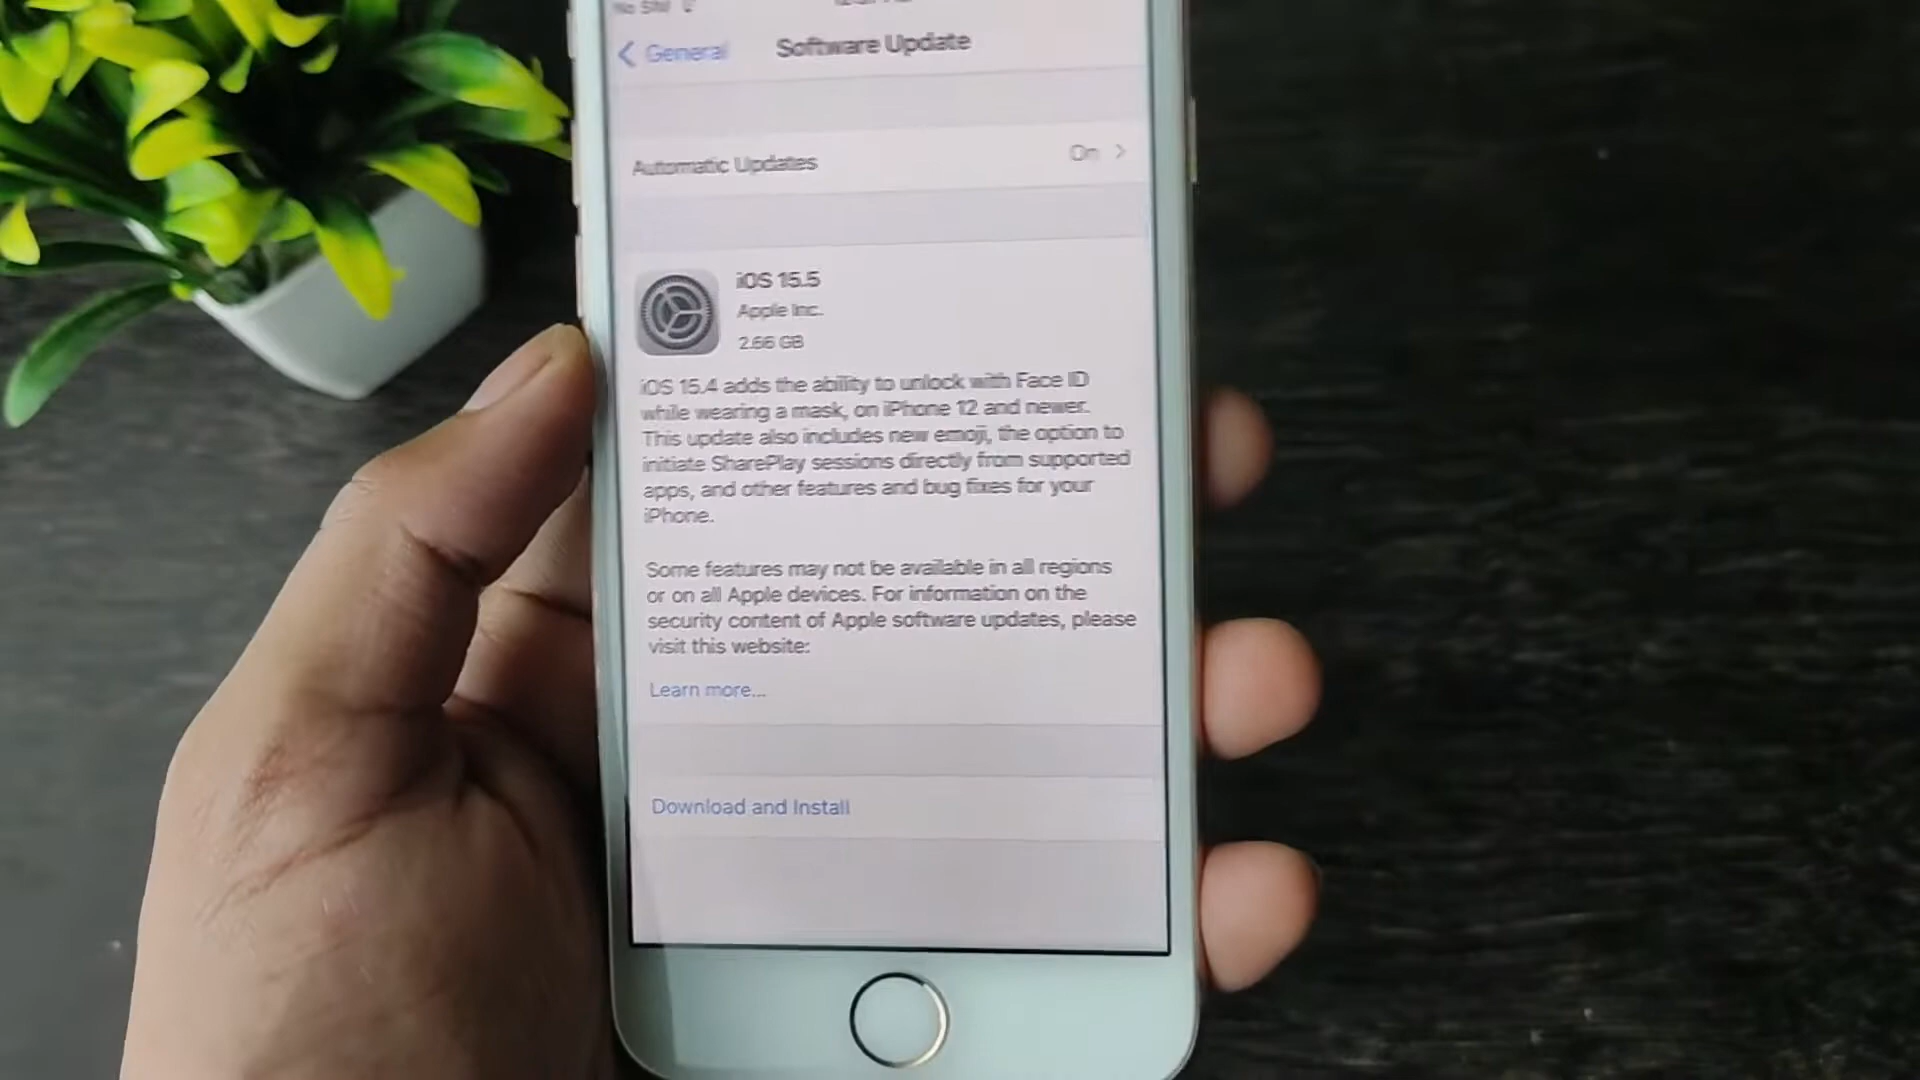 No SIM
General
Software Update
Automatic Updates
On
iOS 15.5
Apple Inc.
2.66 GB
iOS 15.4 adds the ability to unlock with Face ID
while wearing a mask, on iPhone 12 and newer.
This update also includes new emoji, the option to
initiate SharePlay sessions directly from supported
apps, and other features and bug fixes for your
iPhone.
Some features may not be available in all regions
or on all Apple devices. For information on the
security content of Apple software updates, please
visit this website:
Learn more...
Download and Install